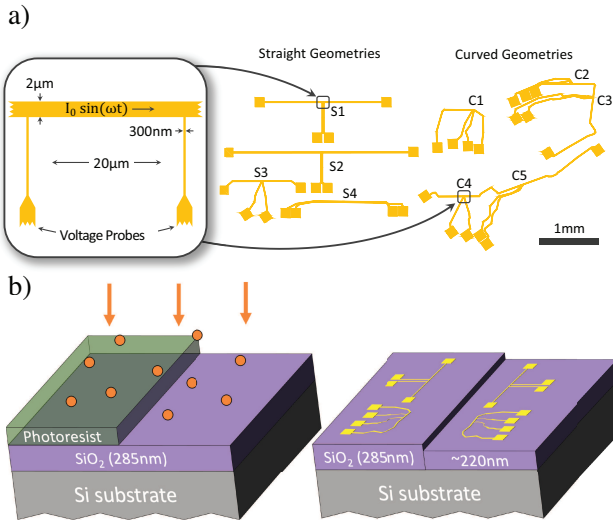 a)
Straight Geometries
Curved Geometries
2μm
I₀ sin(ωt)
300nm
20μm
Voltage Probes
S1
S2
S3
S4
C1
C2
C3
C4
C5
1mm
b)
Photoresist
SiO₂ (285nm)
Si substrate
SiO₂ (285nm)
~220nm
Si substrate